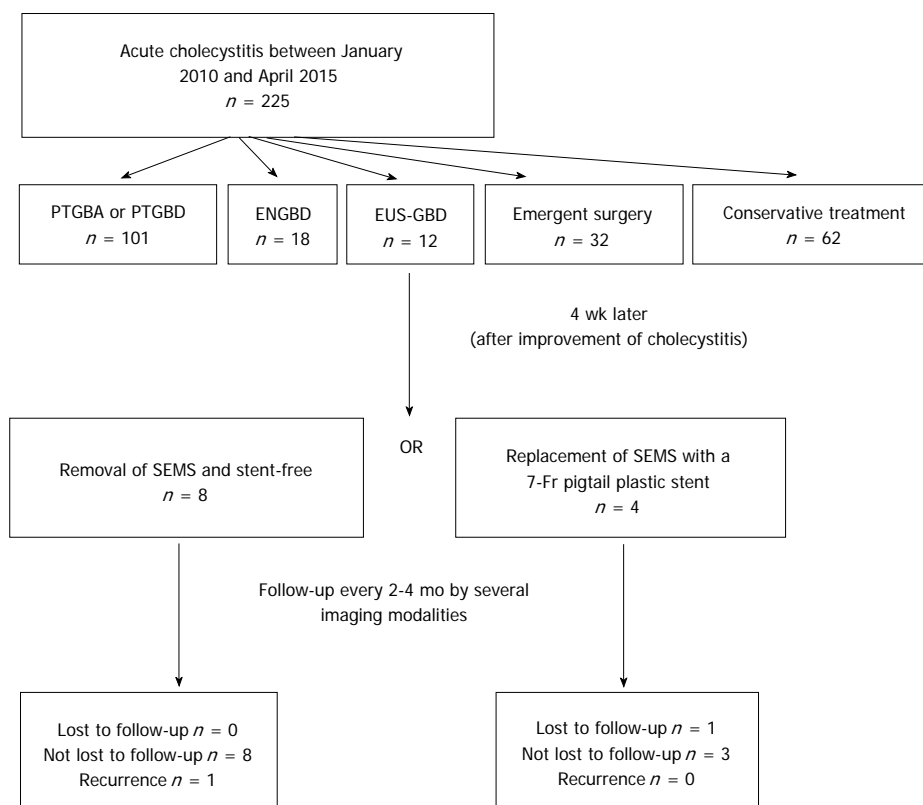 Acute cholecystitis between January
2010 and April 2015
n = 225
PTGBA or PTGBD
n = 101
ENGBD
n = 18
EUS-GBD
n = 12
Emergent surgery
n = 32
Conservative treatment
n = 62
4 wk later
(after improvement of cholecystitis)
Removal of SEMS and stent-free
n = 8
OR
Replacement of SEMS with a
7-Fr pigtail plastic stent
n = 4
Follow-up every 2-4 mo by several
imaging modalities
Lost to follow-up n = 0
Not lost to follow-up n = 8
Recurrence n = 1
Lost to follow-up n = 1
Not lost to follow-up n = 3
Recurrence n = 0